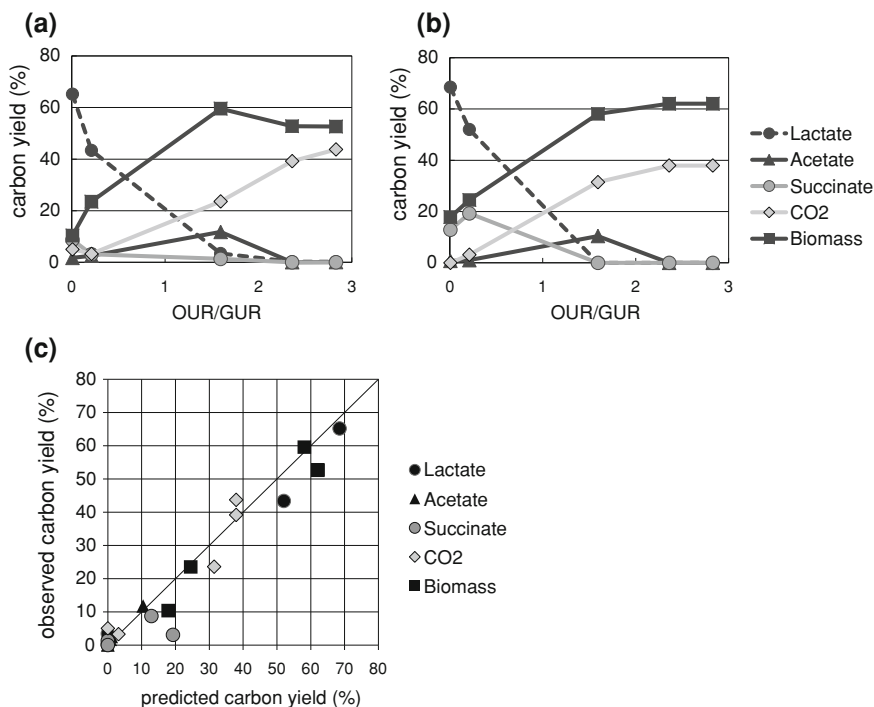 (a)
(b)
carbon yield (%)
80
60
40
20
0
0 1 2 3
OUR/GUR
carbon yield (%)
80
60
40
20
0
0 1 2 3
OUR/GUR
Lactate
Acetate
Succinate
CO2
Biomass
(c)
observed carbon yield (%)
80
70
60
50
40
30
20
10
0
0 10 20 30 40 50 60 70 80
predicted carbon yield (%)
Lactate
Acetate
Succinate
CO2
Biomass